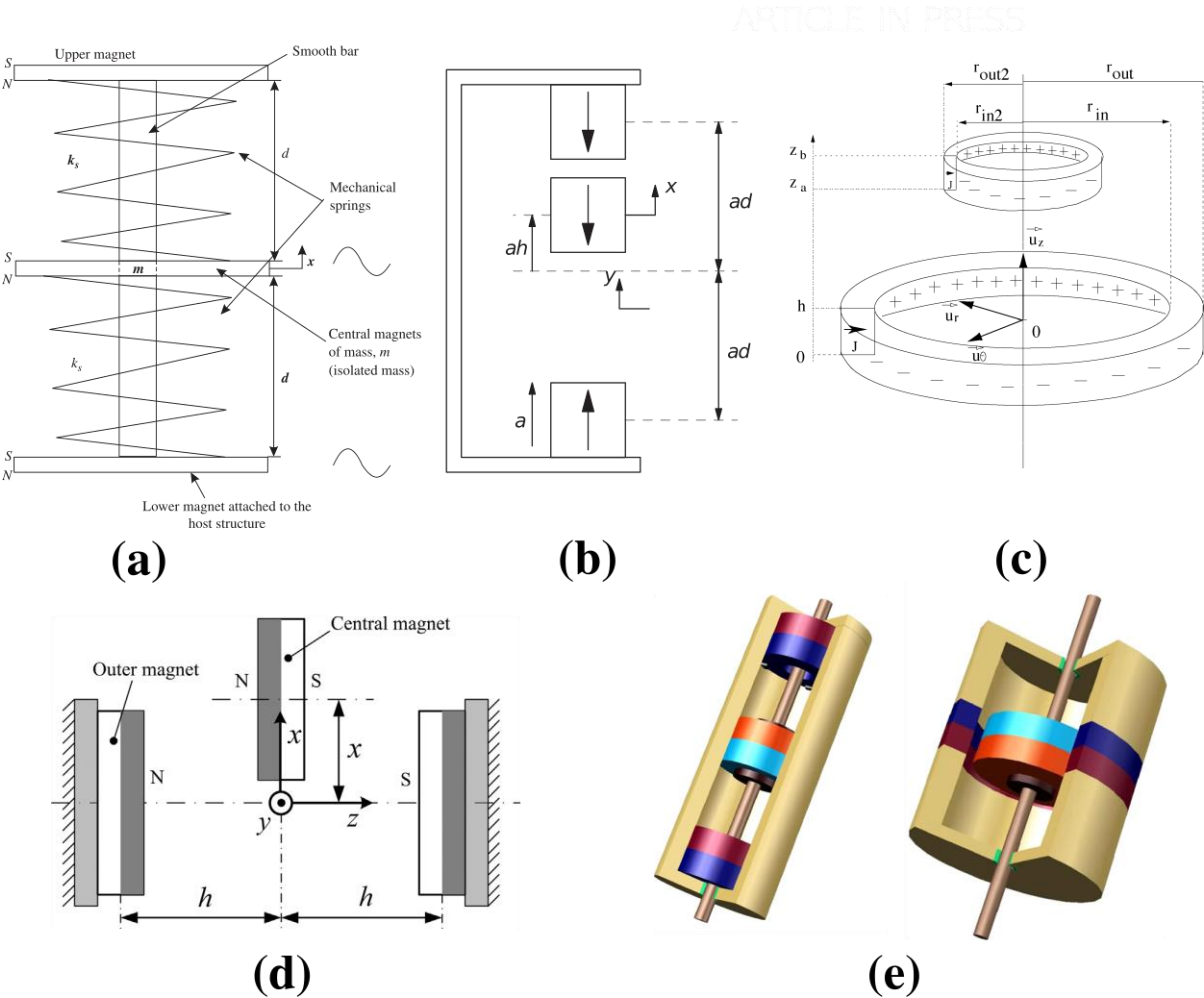 ARTICLE IN PRESS
S
Upper magnet
N
Smooth bar
k_s
d
Mechanical
springs
m
x
S
N
Central magnets
of mass, m
(isolated mass)
k_s
d
S
N
Lower magnet attached to the
host structure
(a)
x
ad
ah
y
ad
a
(b)
r_out2
r_out
r_in2
r_in
z_b
z_a
J
u_z
h
u_r
0
J
uθ
0
(c)
Central magnet
Outer magnet
N
S
N
x
x
S
y
z
h
h
(d)
(e)